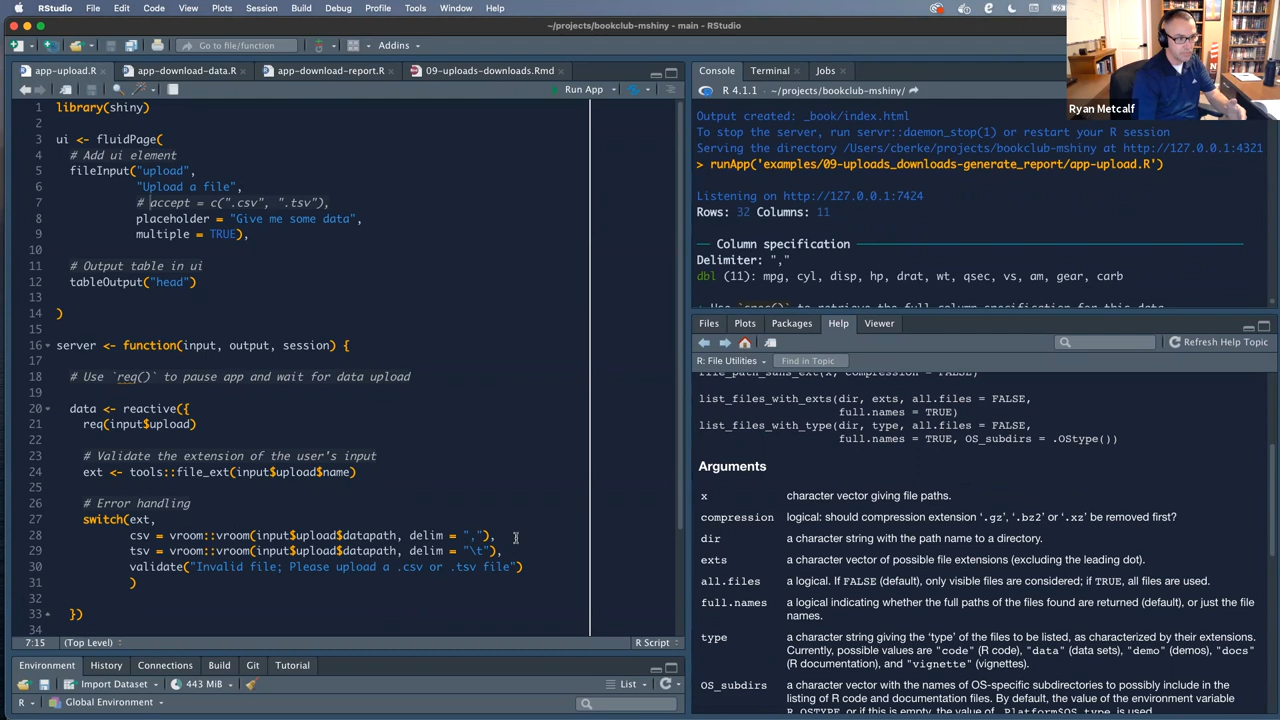 RStudio File Edit Code View Plots Session Build Debug Profile Tools Window Help
~/projects/bookclub-mshiny - main - RStudio
Go to file/function Addins
app-upload.R app-download-data.R app-download-report.R 09-uploads-downloads.Rmd
Run App
1 library(shiny)
2
3 ui <- fluidPage(
4 # Add ui element
5 fileInput("upload",
6 "Upload a file",
7 # accept = c(".csv", ".tsv"),
8 placeholder = "Give me some data",
9 multiple = TRUE),
10
11 # Output table in ui
12 tableOutput("head")
13
14 )
15
16 server <- function(input, output, session) {
17
18 # Use `req()` to pause app and wait for data upload
19
20 data <- reactive({
21 req(input$upload)
22
23 # Validate the extension of the user's input
24 ext <- tools::file_ext(input$upload$name)
25
26 # Error handling
27 switch(ext,
28 csv = vroom::vroom(input$upload$datapath, delim = ","),
29 tsv = vroom::vroom(input$upload$datapath, delim = "\t"),
30 validate("Invalid file; Please upload a .csv or .tsv file")
31 )
32
33 })
34
7:15 (Top Level) R Script
Environment History Connections Build Git Tutorial
Import Dataset 443 MiB List
R Global Environment
Console Terminal Jobs
R 4.1.1 · ~/projects/bookclub-mshiny/
Output created: _book/index.html
To stop the server, run servr::daemon_stop(1) or restart your R session
Serving the directory /Users/cberke/projects/bookclub-mshiny at http://127.0.0.1:4321
> runApp('examples/09-uploads_downloads-generate_report/app-upload.R')
Listening on http://127.0.0.1:7424
Rows: 32 Columns: 11
── Column specification
Delimiter: ","
dbl (11): mpg, cyl, disp, hp, drat, wt, qsec, vs, am, gear, carb
Ryan Metcalf
Files Plots Packages Help Viewer
Refresh Help Topic
R: File Utilities Find in Topic
list_files_with_exts(dir, exts, all.files = FALSE,
full.names = TRUE)
list_files_with_type(dir, type, all.files = FALSE,
full.names = TRUE, OS_subdirs = .OStype())
Arguments
x character vector giving file paths.
compression logical: should compression extension ‘.gz’, ‘.bz2’ or ‘.xz’ be removed first?
dir a character string with the path name to a directory.
exts a character vector of possible file extensions (excluding the leading dot).
all.files a logical. If FALSE (default), only visible files are considered; if TRUE, all files are used.
full.names a logical indicating whether the full paths of the files found are returned (default), or just the file
names.
type a character string giving the ‘type’ of the files to be listed, as characterized by their extensions.
Currently, possible values are "code" (R code), "data" (data sets), "demo" (demos), "docs"
(R documentation), and "vignette" (vignettes).
OS_subdirs a character vector with the names of OS-specific subdirectories to possibly include in the
listing of R code and documentation files. By default, the value of the environment variable